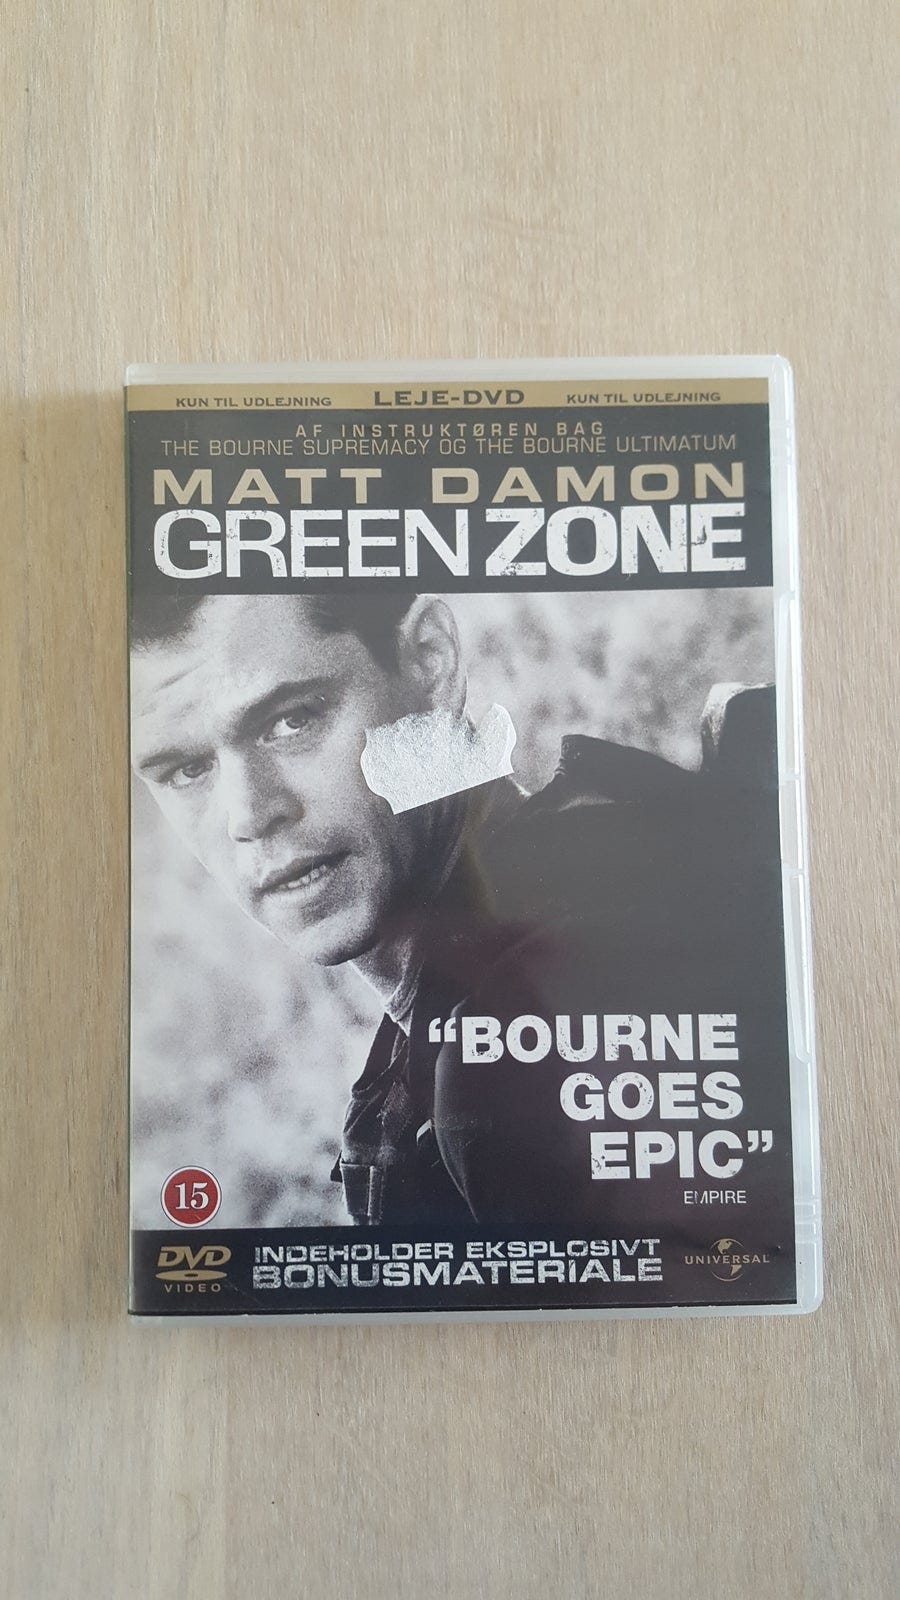 KUN TIL UDLEJNING LEJE-DVD KUN TIL UDLEJNING
AF INSTRUKTØREN BAG
THE BOURNE SUPREMACY OG THE BOURNE ULTIMATUM
MATT DAMON
GREEN ZONE
“BOURNE
GOES
EPIC”
EMPIRE
15
DVD
VIDEO
INDEHOLDER EKSPLOSIVT
BONUSMATERIALE
UNIVERSAL